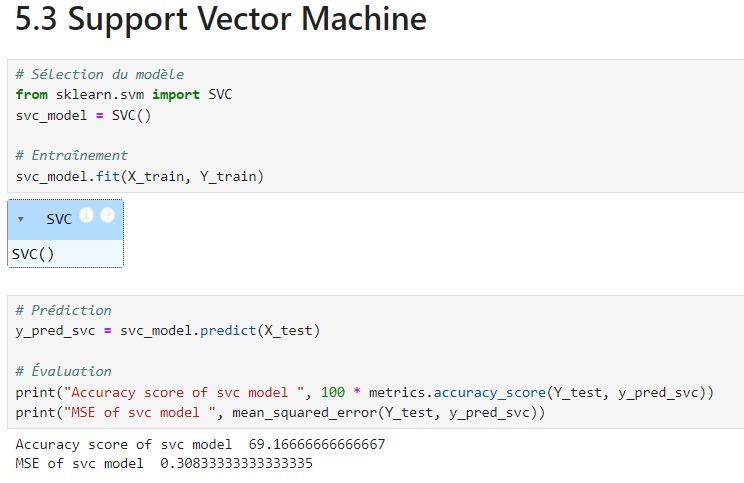 5.3 Support Vector Machine
# Sélection du modèle
from sklearn.svm import SVC
svc_model = SVC()
# Entraînement
svc_model.fit(X_train, Y_train)
▾ SVC i ?
SVC()
# Prédiction
y_pred_svc = svc_model.predict(X_test)
# Évaluation
print("Accuracy score of svc model ", 100 * metrics.accuracy_score(Y_test, y_pred_svc))
print("MSE of svc model ", mean_squared_error(Y_test, y_pred_svc))
Accuracy score of svc model  69.16666666666667
MSE of svc model  0.30833333333333335